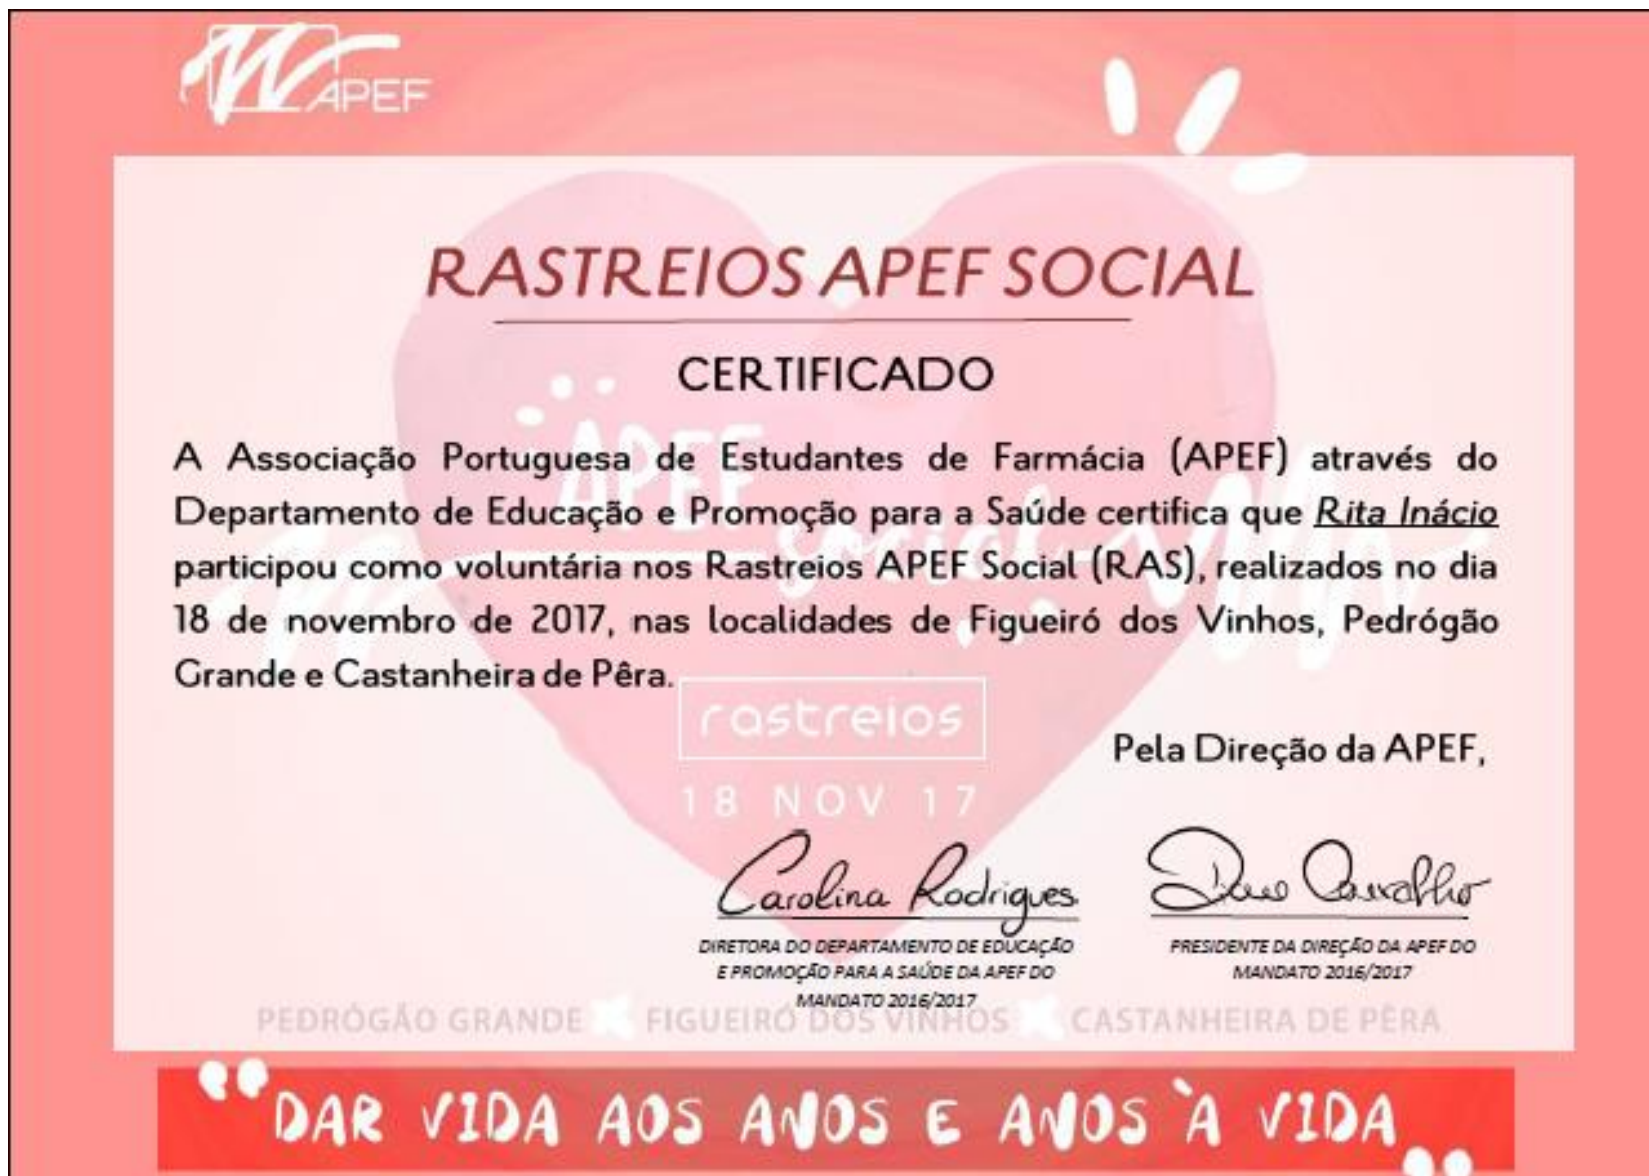 APEF
RASTREIOS APEF SOCIAL
CERTIFICADO
A Associação Portuguesa de Estudantes de Farmácia (APEF) através do
Departamento de Educação e Promoção para a Saúde certifica que Rita Inácio
participou como voluntária nos Rastreios APEF Social (RAS), realizados no dia
18 de novembro de 2017, nas localidades de Figueiró dos Vinhos, Pedrógão
Grande e Castanheira de Pêra.
APEF
social
rastreios
18 NOV 17
Pela Direção da APEF,
Carolina Rodrigues
DIRETORA DO DEPARTAMENTO DE EDUCAÇÃO
E PROMOÇÃO PARA A SAÚDE DA APEF DO
MANDATO 2016/2017
Carvalho
PRESIDENTE DA DIREÇÃO DA APEF DO
MANDATO 2016/2017
PEDRÓGÃO GRANDE FIGUEIRÓ DOS VINHOS CASTANHEIRA DE PÊRA
"DAR VIDA AOS ANOS E ANOS À VIDA"